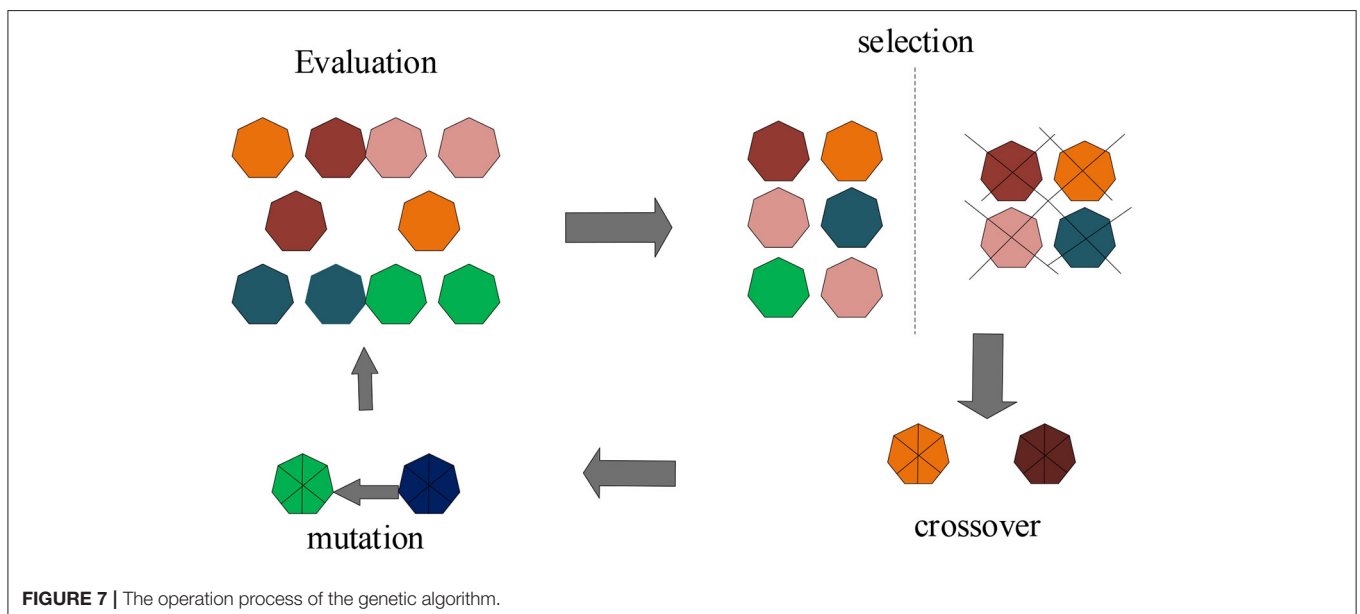 Evaluation
selection
mutation
crossover
FIGURE 7 | The operation process of the genetic algorithm.